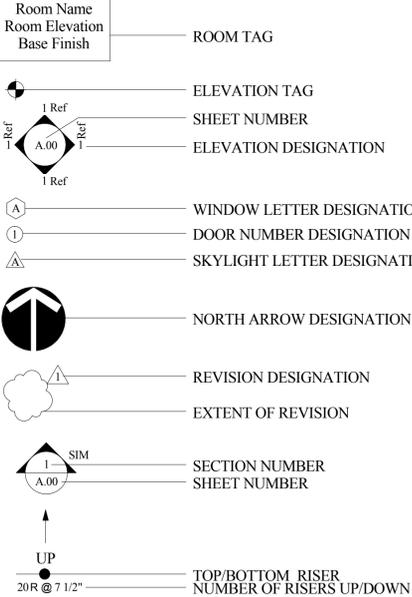 Room Name
Room Elevation
Base Finish
ROOM TAG
ELEVATION TAG
1 Ref
SHEET NUMBER
1 Ref
A.00
1 Ref
ELEVATION DESIGNATION
1 Ref
A
WINDOW LETTER DESIGNATIO
1
DOOR NUMBER DESIGNATION
A
SKYLIGHT LETTER DESIGNATI
NORTH ARROW DESIGNATION
1
REVISION DESIGNATION
EXTENT OF REVISION
SIM
1
SECTION NUMBER
A.00
SHEET NUMBER
UP
TOP/BOTTOM RISER
20R @ 7 1/2"
NUMBER OF RISERS UP/DOWN